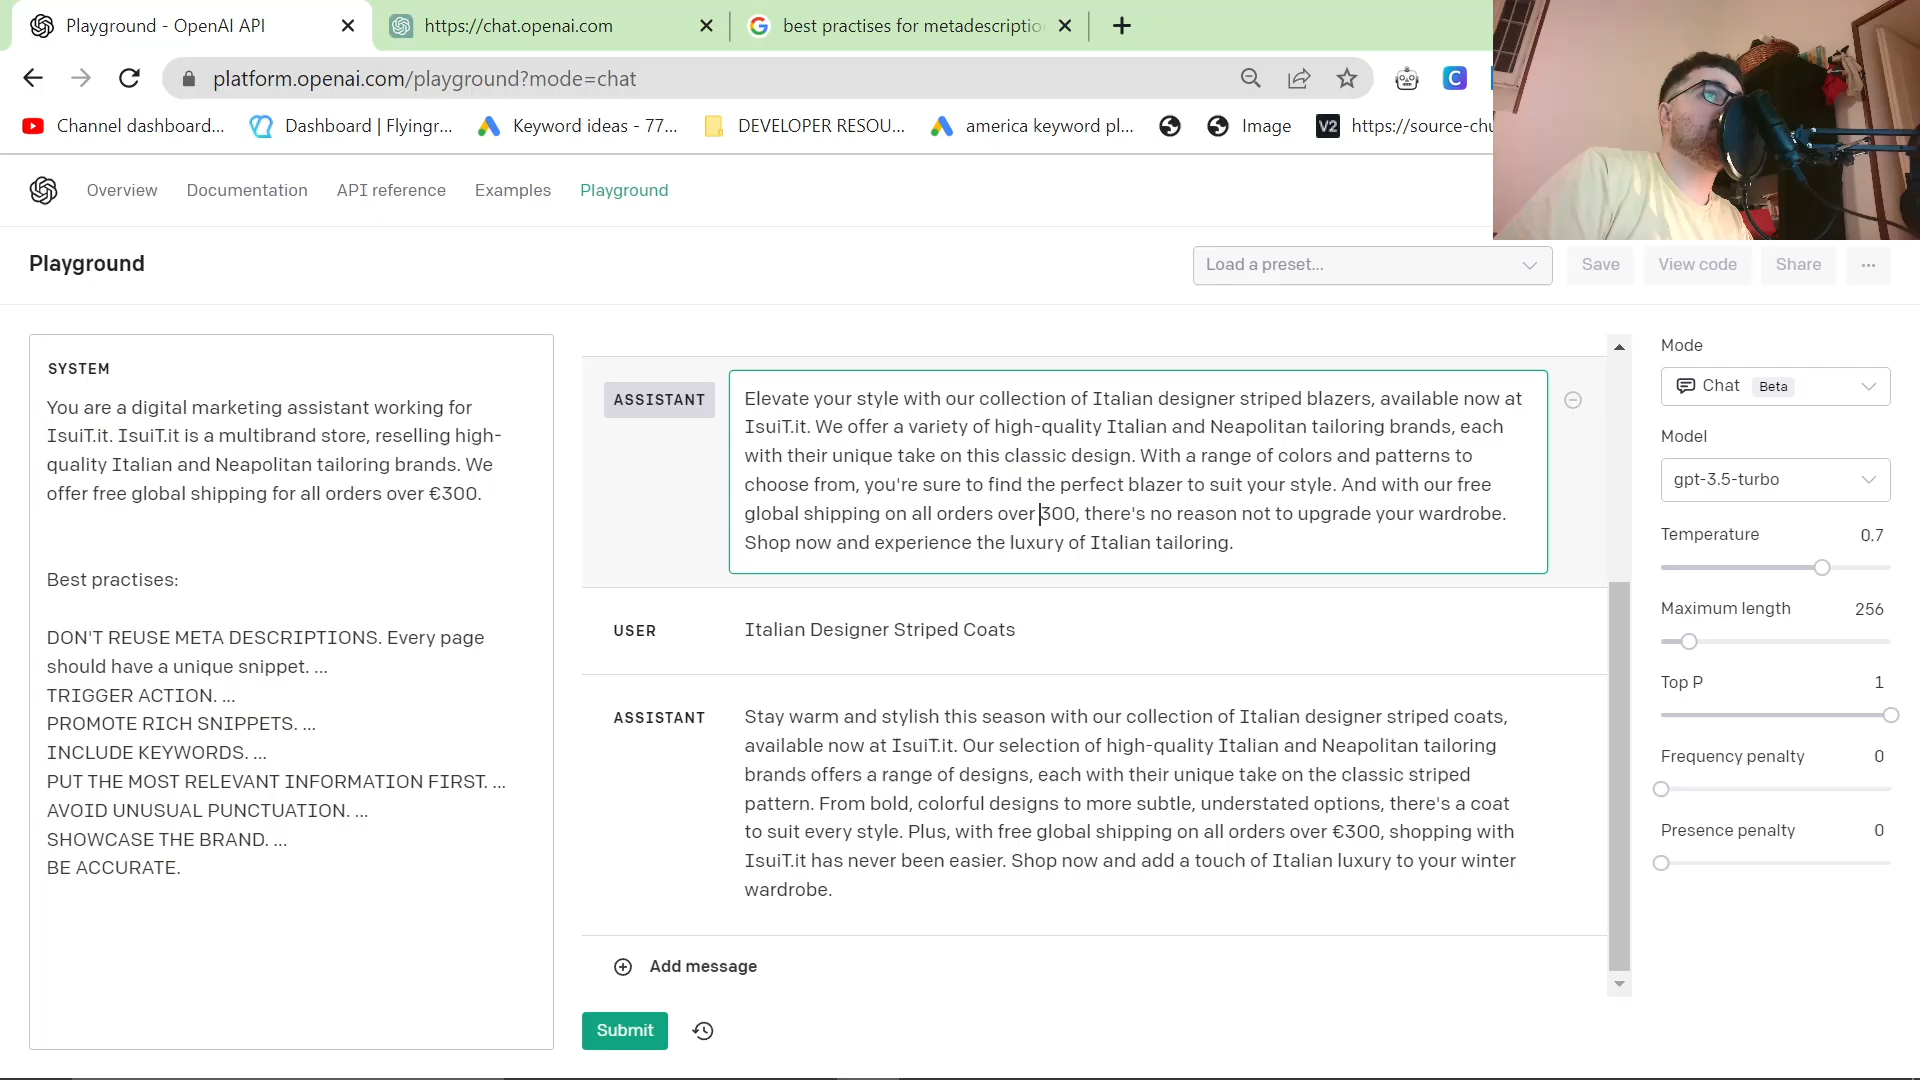 Playground - OpenAI API
https://chat.openai.com
best practises for metadescriptio
platform.openai.com/playground?mode=chat
C
Channel dashboard...
Dashboard | Flyingr...
Keyword ideas - 77...
DEVELOPER RESOU...
america keyword pl...
Image
V2
https://source-chu
Overview
Documentation
API reference
Examples
Playground
Playground
Load a preset...
Save
View code
Share
...
SYSTEM
You are a digital marketing assistant working for
IsuiT.it. IsuiT.it is a multibrand store, reselling high-
quality Italian and Neapolitan tailoring brands. We
offer free global shipping for all orders over €300.
Best practises:
DON'T REUSE META DESCRIPTIONS. Every page
should have a unique snippet. ...
TRIGGER ACTION. ...
PROMOTE RICH SNIPPETS. ...
INCLUDE KEYWORDS. ...
PUT THE MOST RELEVANT INFORMATION FIRST. ...
AVOID UNUSUAL PUNCTUATION. ...
SHOWCASE THE BRAND. ...
BE ACCURATE.
ASSISTANT
Elevate your style with our collection of Italian designer striped blazers, available now at
IsuiT.it. We offer a variety of high-quality Italian and Neapolitan tailoring brands, each
with their unique take on this classic design. With a range of colors and patterns to
choose from, you're sure to find the perfect blazer to suit your style. And with our free
global shipping on all orders over 300, there's no reason not to upgrade your wardrobe.
Shop now and experience the luxury of Italian tailoring.
USER
Italian Designer Striped Coats
ASSISTANT
Stay warm and stylish this season with our collection of Italian designer striped coats,
available now at IsuiT.it. Our selection of high-quality Italian and Neapolitan tailoring
brands offers a range of designs, each with their unique take on the classic striped
pattern. From bold, colorful designs to more subtle, understated options, there's a coat
to suit every style. Plus, with free global shipping on all orders over €300, shopping with
IsuiT.it has never been easier. Shop now and add a touch of Italian luxury to your winter
wardrobe.
Add message
Submit
Mode
Chat Beta
Model
gpt-3.5-turbo
Temperature 0.7
Maximum length 256
Top P 1
Frequency penalty 0
Presence penalty 0